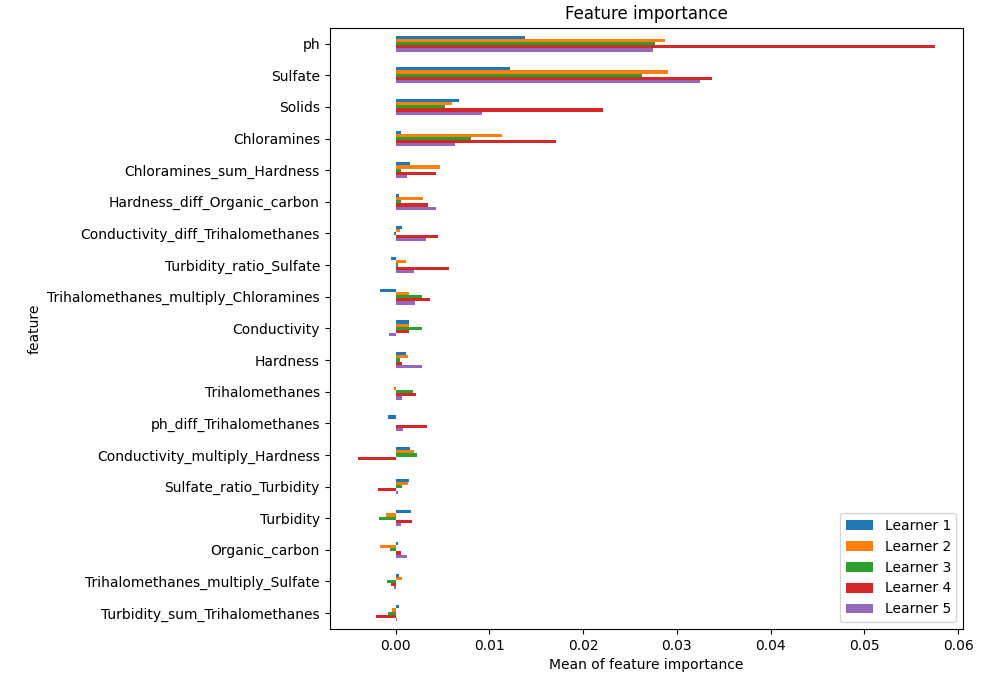 Feature importance
ph
Sulfate
Solids
Chloramines
Chloramines_sum_Hardness
Hardness_diff_Organic_carbon
Conductivity_diff_Trihalomethanes
Turbidity_ratio_Sulfate
Trihalomethanes_multiply_Chloramines
Conductivity
Hardness
Trihalomethanes
ph_diff_Trihalomethanes
Conductivity_multiply_Hardness
Sulfate_ratio_Turbidity
Turbidity
Organic_carbon
Trihalomethanes_multiply_Sulfate
Turbidity_sum_Trihalomethanes
feature
Learner 1
Learner 2
Learner 3
Learner 4
Learner 5
0.00 0.01 0.02 0.03 0.04 0.05 0.06
Mean of feature importance